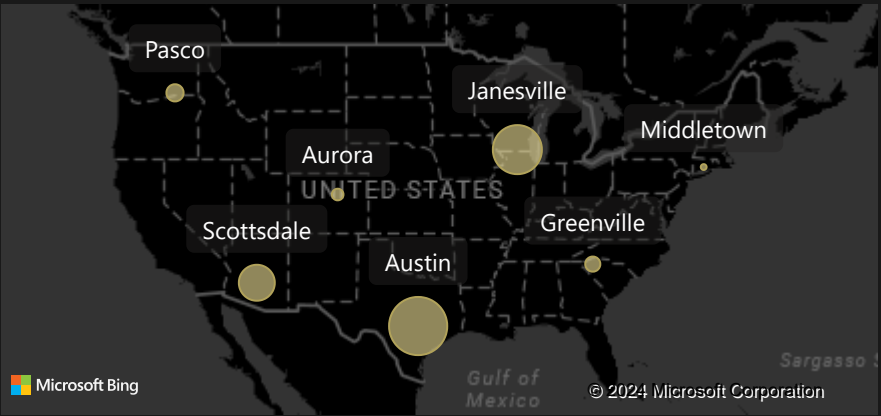 Pasco
Janesville
Middletown
Aurora
UNITED STATES
Scottsdale
Greenville
Austin
Gulf of
Mexico
Sargasso S
Microsoft Bing
© 2024 Microsoft Corporation